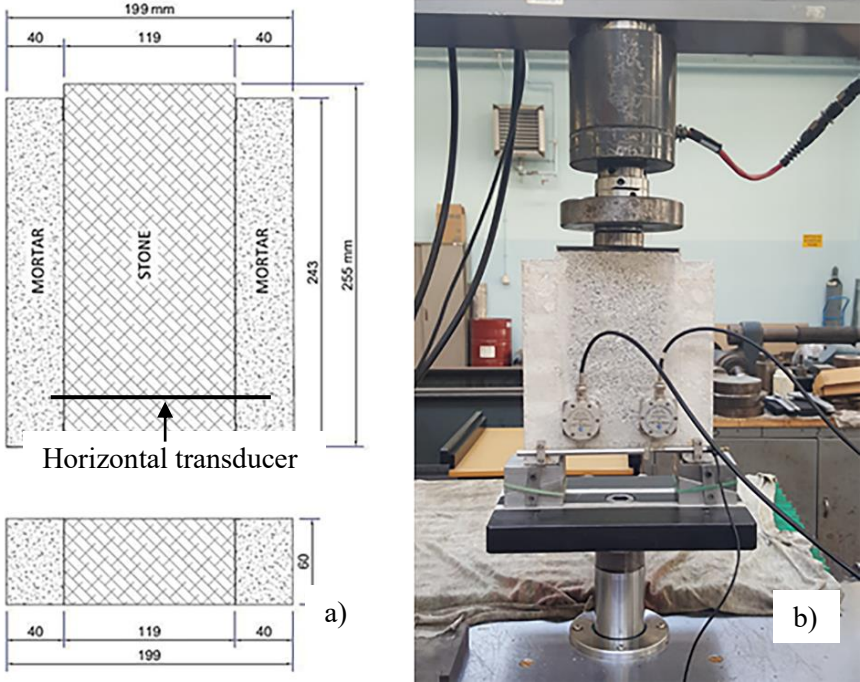 199 mm
40 119 40
MORTAR
STONE
MORTAR
243
255 mm
Horizontal transducer
60
40 119 40
199
a)
b)